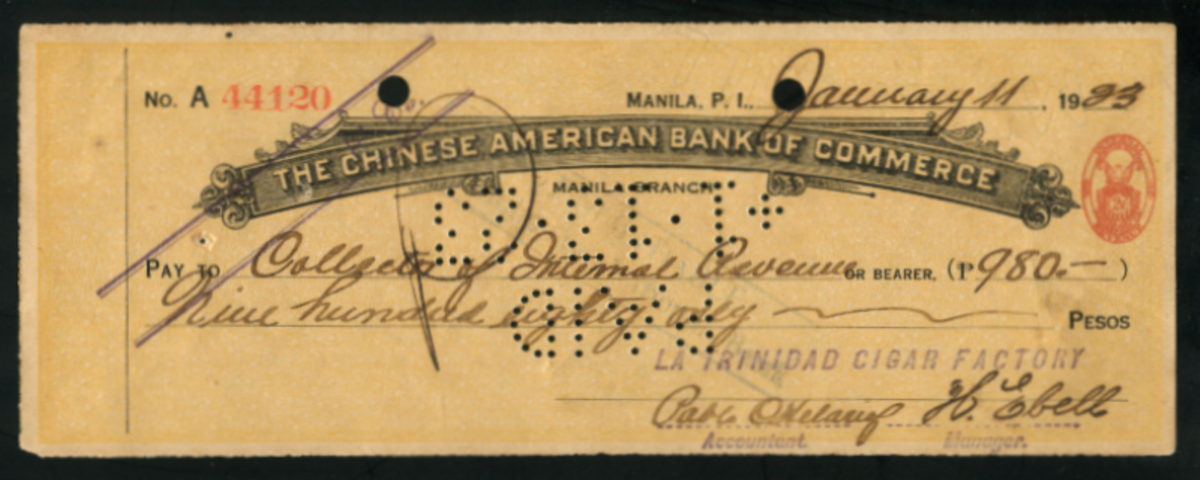 No. A 44120
Manila, P. I., January 11, 1923
THE CHINESE AMERICAN BANK OF COMMERCE
MANILA BRANCH
Pay to Collector of Internal Revenue or bearer, (₱980.— )
Nine hundred eighty only Pesos
PAID
LA TRINIDAD CIGAR FACTORY
H. Ebell
Accountant. Manager.